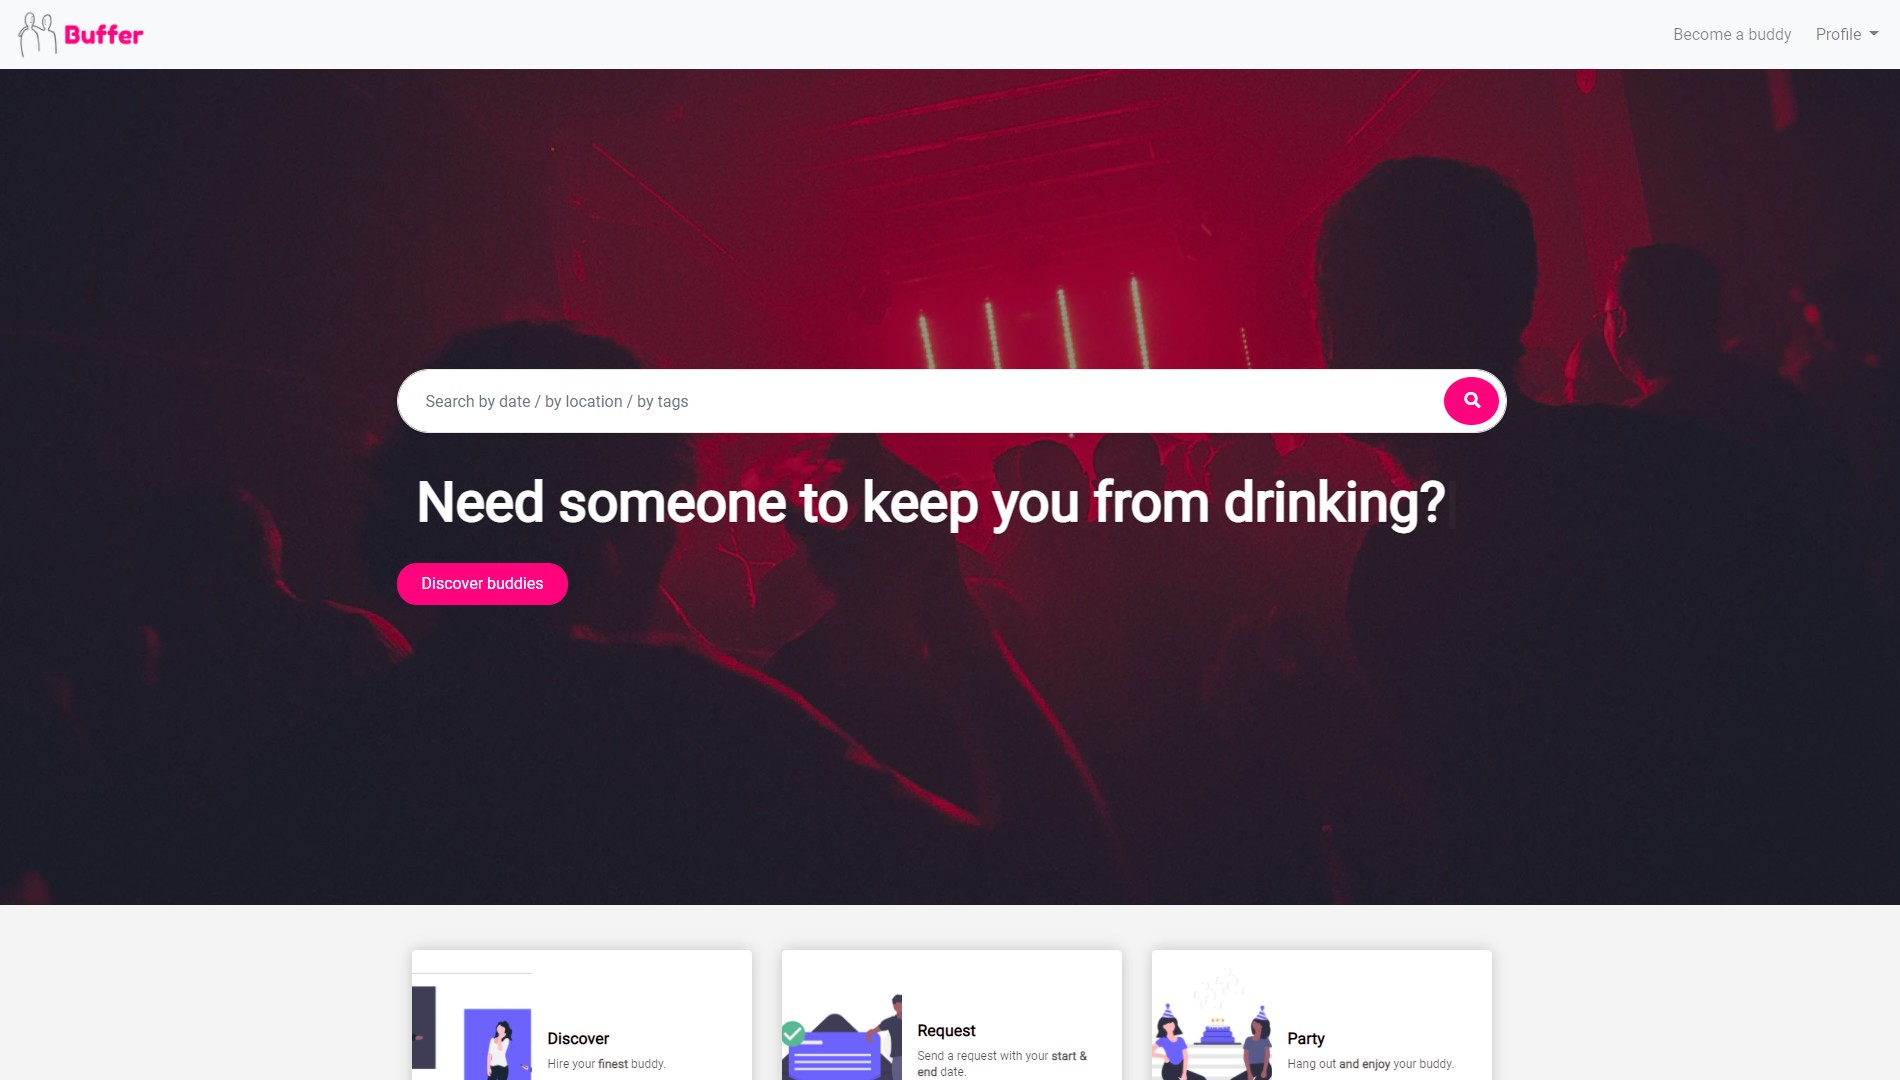 Buffer
Become a buddy
Profile
Search by date / by location / by tags
Need someone to keep you from drinking?
Discover buddies
Discover
Hire your finest buddy.
Request
Send a request with your start &
end date.
Party
Hang out and enjoy your buddy.